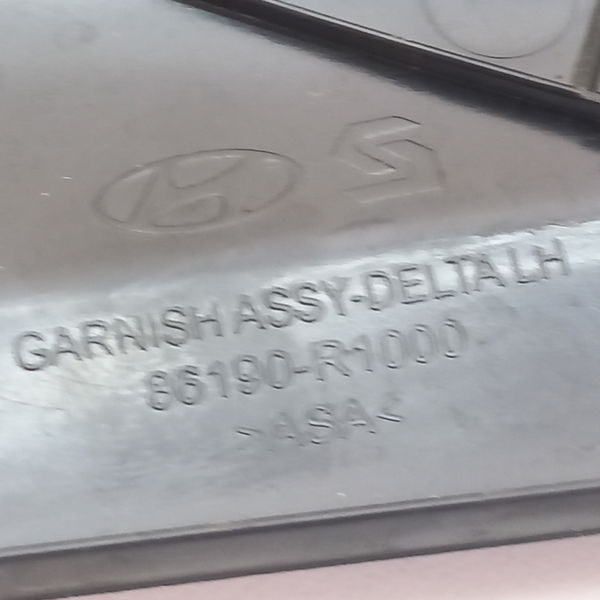 GARNISH ASSY-DELTA LH
86190-R1000
>ASA<